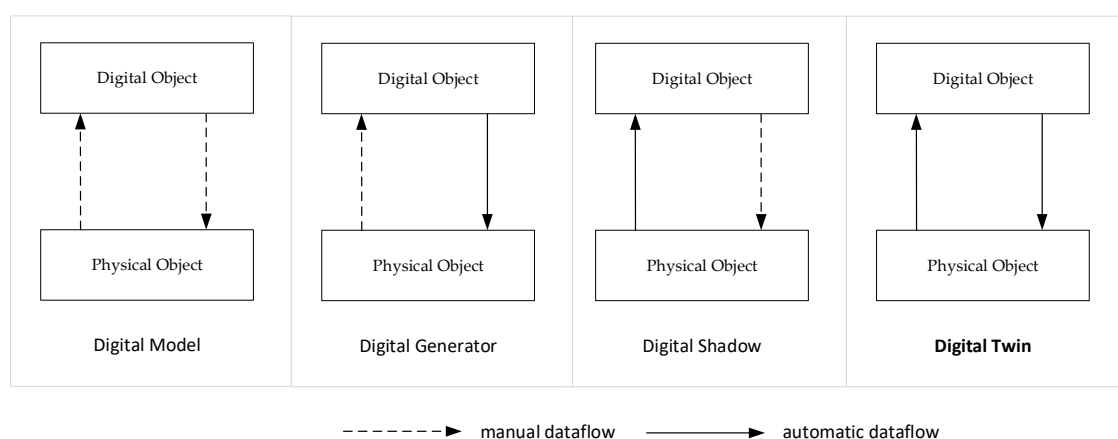 Digital Object
Physical Object
Digital Model
Digital Object
Physical Object
Digital Generator
Digital Object
Physical Object
Digital Shadow
Digital Object
Physical Object
Digital Twin
manual dataflow
automatic dataflow